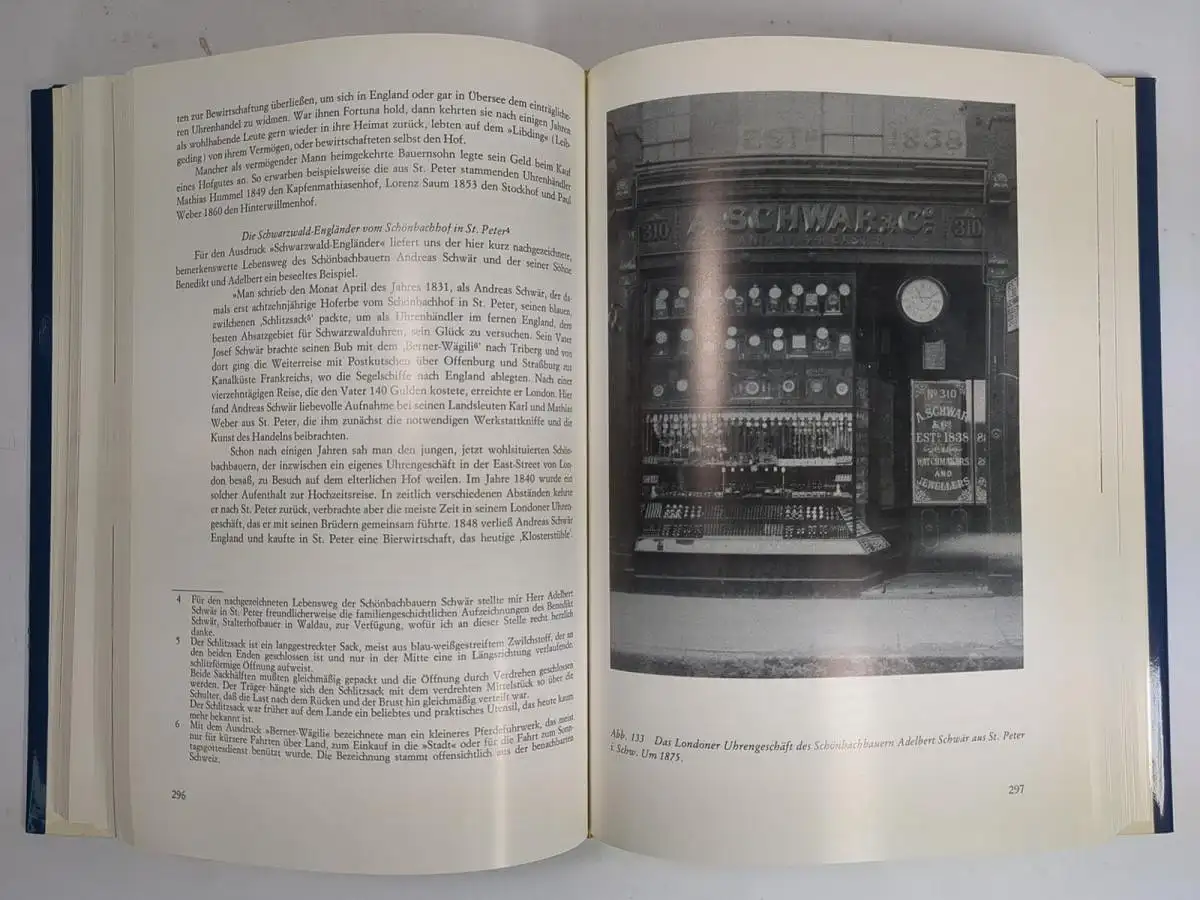 ten zur Bewirtschaftung überließen, um sich in England oder gar in Übersee dem einträgliche-
ren Uhrenhandel zu widmen. War ihnen Fortuna hold, dann kehrten sie nach einigen Jahren
als wohlhabende Leute gern wieder in ihre Heimat zurück, lebten auf dem »Libding« (Leib-
geding) von ihrem Vermögen, oder bewirtschafteten selbst den Hof.
Mancher als vermögender Mann heimgekehrte Bauernsohn legte sein Geld beim Kauf
eines Hofgutes an. So erwarben beispielsweise die aus St. Peter stammenden Uhrenhändler
Mathias Hummel 1849 den Kapfenmathiasenhof, Lorenz Saum 1853 den Stockhof und Paul
Weber 1860 den Hinterwillmenhof.
Die Schwarzwald-Engländer vom Schönbachhof in St. Peter⁴
Für den Ausdruck »Schwarzwald-Engländer« liefert uns der hier kurz nachgezeichnete,
bemerkenswerte Lebensweg des Schönbachbauern Andreas Schwär und der seiner Söhne
Benedikt und Adelbert ein beseeltes Beispiel.
»Man schrieb den Monat April des Jahres 1831, als Andreas Schwär, der da-
mals erst achtzehnjährige Hoferbe vom Schönbachhof in St. Peter, seinen blauen,
zwilchenen ‚Schlitzsack⁵ packte, um als Uhrenhändler im fernen England, dem
besten Absatzgebiet für Schwarzwalduhren, sein Glück zu versuchen. Sein Vater
Josef Schwär brachte seinen Bub mit dem ‚Berner-Wägili⁶' nach Triberg und von
dort ging die Weiterreise mit Postkutschen über Offenburg und Straßburg zur
Kanalküste Frankreichs, wo die Segelschiffe nach England ablegten. Nach einer
vierzehntägigen Reise, die den Vater 140 Gulden kostete, erreichte er London. Hier
fand Andreas Schwär liebevolle Aufnahme bei seinen Landsleuten Karl und Mathias
Weber aus St. Peter, die ihm zunächst die notwendigen Werkstattkniffe und die
Kunst des Handelns beibrachten.
Schon nach einigen Jahren sah man den jungen, jetzt wohlsituierten Schön-
bachbauern, der inzwischen ein eigenes Uhrengeschäft in der East-Street von Lon-
don besaß, zu Besuch auf dem elterlichen Hof weilen. Im Jahre 1840 wurde ein
solcher Aufenthalt zur Hochzeitsreise. In zeitlich verschiedenen Abständen kehrte
er nach St. Peter zurück, verbrachte aber die meiste Zeit in seinem Londoner Uhren-
geschäft, das er mit seinen Brüdern gemeinsam führte. 1848 verließ Andreas Schwär
England und kaufte in St. Peter eine Bierwirtschaft, das heutige ‚Klosterstüble'.
4 Für den nachgezeichneten Lebensweg der Schönbachbauern Schwär stellte mir Herr Adelbert
Schwär in St. Peter freundlicherweise die familiengeschichtlichen Aufzeichnungen des Benedikt
Schwär, Stalterhofbauer in Waldau, zur Verfügung, wofür ich an dieser Stelle recht herzlich
danke.
5 Der Schlitzsack ist ein langgestreckter Sack, meist aus blau-weißgestreiftem Zwilchstoff, der an
den beiden Enden geschlossen ist und nur in der Mitte eine in Längsrichtung verlaufende,
schlitzförmige Öffnung aufweist.
Beide Sackhälften mußten gleichmäßig gepackt und die Öffnung durch Verdrehen geschlossen
werden. Der Träger hängte sich den Schlitzsack mit dem verdrehten Mittelstück so über die
Schulter, daß die Last nach dem Rücken und der Brust hin gleichmäßig verteilt war.
Der Schlitzsack war früher auf dem Lande ein beliebtes und praktisches Utensil, das heute kaum
mehr bekannt ist.
6 Mit dem Ausdruck »Berner-Wägili« bezeichnete man ein kleineres Pferdefuhrwerk, das meist
nur für kürzere Fahrten über Land, zum Einkauf in die »Stadt« oder für die Fahrt zum Sonn-
tagsgottesdienst benützt wurde. Die Bezeichnung stammt offensichtlich aus der benachbarten
Schweiz.
296
ESTD 1838
310 A. SCHWAR & Co. 310
No 310
A. SCHWAR
& Co
ESTD 1838
WATCHMAKERS
AND
JEWELLERS
Abb. 133 Das Londoner Uhrengeschäft des Schönbachbauern Adelbert Schwär aus St. Peter
i. Schw. Um 1875.
297